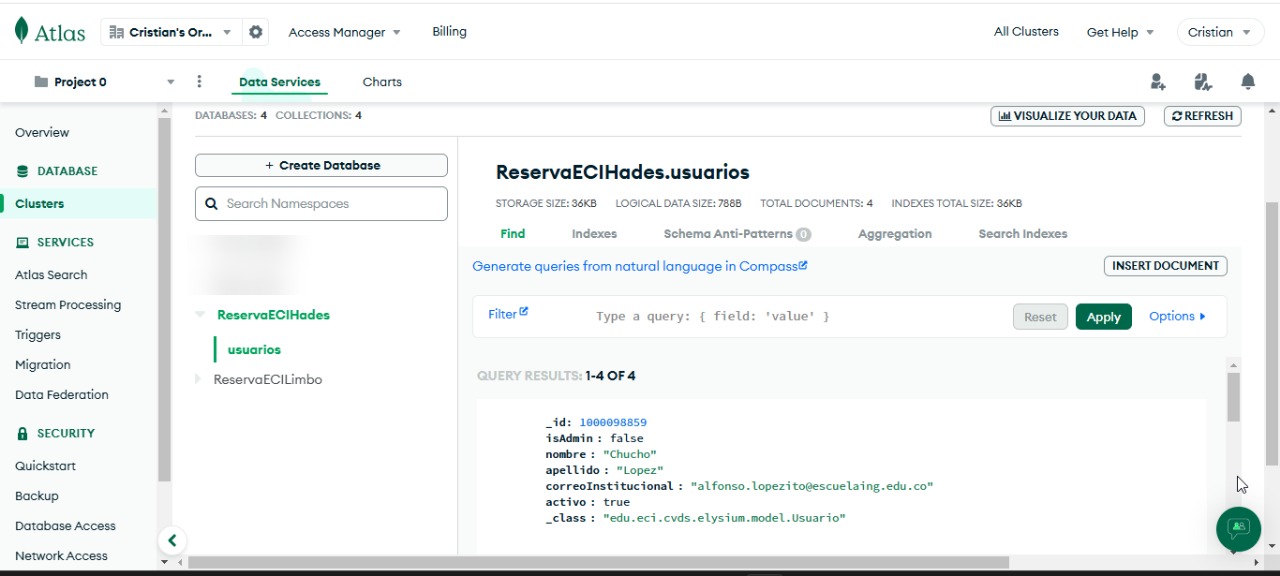 Atlas
Cristian's Or...
Access Manager
Billing
All Clusters
Get Help
Cristian
Project 0
Data Services
Charts
Overview
DATABASE
Clusters
SERVICES
Atlas Search
Stream Processing
Triggers
Migration
Data Federation
SECURITY
Quickstart
Backup
Database Access
Network Access
DATABASES: 4 COLLECTIONS: 4
VISUALIZE YOUR DATA
REFRESH
+ Create Database
Search Namespaces
ReservaECIHades
usuarios
ReservaECILimbo
ReservaECIHades.usuarios
STORAGE SIZE: 36KB LOGICAL DATA SIZE: 788B TOTAL DOCUMENTS: 4 INDEXES TOTAL SIZE: 36KB
Find Indexes Schema Anti-Patterns 0 Aggregation Search Indexes
Generate queries from natural language in Compass
INSERT DOCUMENT
Filter
Type a query: { field: 'value' }
Reset
Apply
Options
QUERY RESULTS: 1-4 OF 4
_id: 1000098859
isAdmin : false
nombre : "Chucho"
apellido : "Lopez"
correoInstitucional : "alfonso.lopezito@escuelaing.edu.co"
activo : true
_class : "edu.eci.cvds.elysium.model.Usuario"